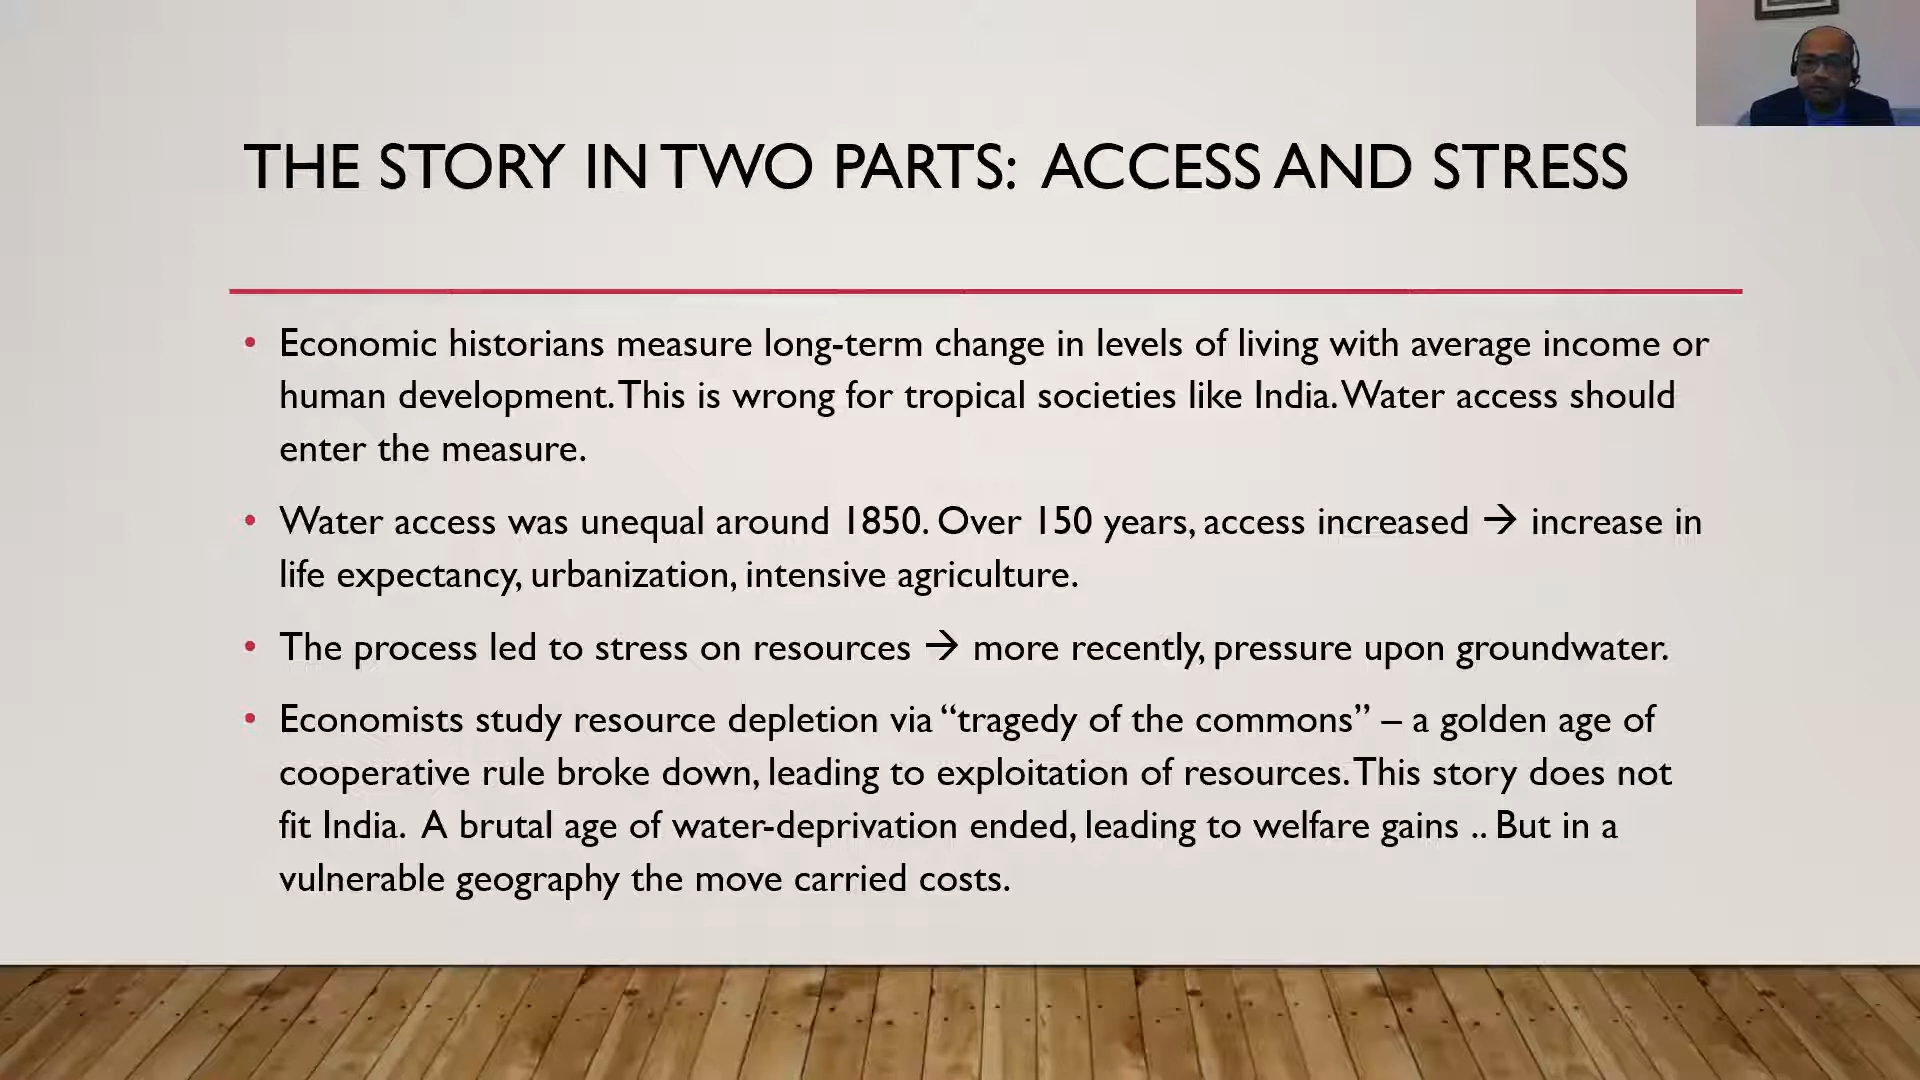 THE STORY IN TWO PARTS: ACCESS AND STRESS
• Economic historians measure long-term change in levels of living with average income or
human development. This is wrong for tropical societies like India. Water access should
enter the measure.
• Water access was unequal around 1850. Over 150 years, access increased → increase in
life expectancy, urbanization, intensive agriculture.
• The process led to stress on resources → more recently, pressure upon groundwater.
• Economists study resource depletion via “tragedy of the commons” – a golden age of
cooperative rule broke down, leading to exploitation of resources. This story does not
fit India. A brutal age of water-deprivation ended, leading to welfare gains .. But in a
vulnerable geography the move carried costs.